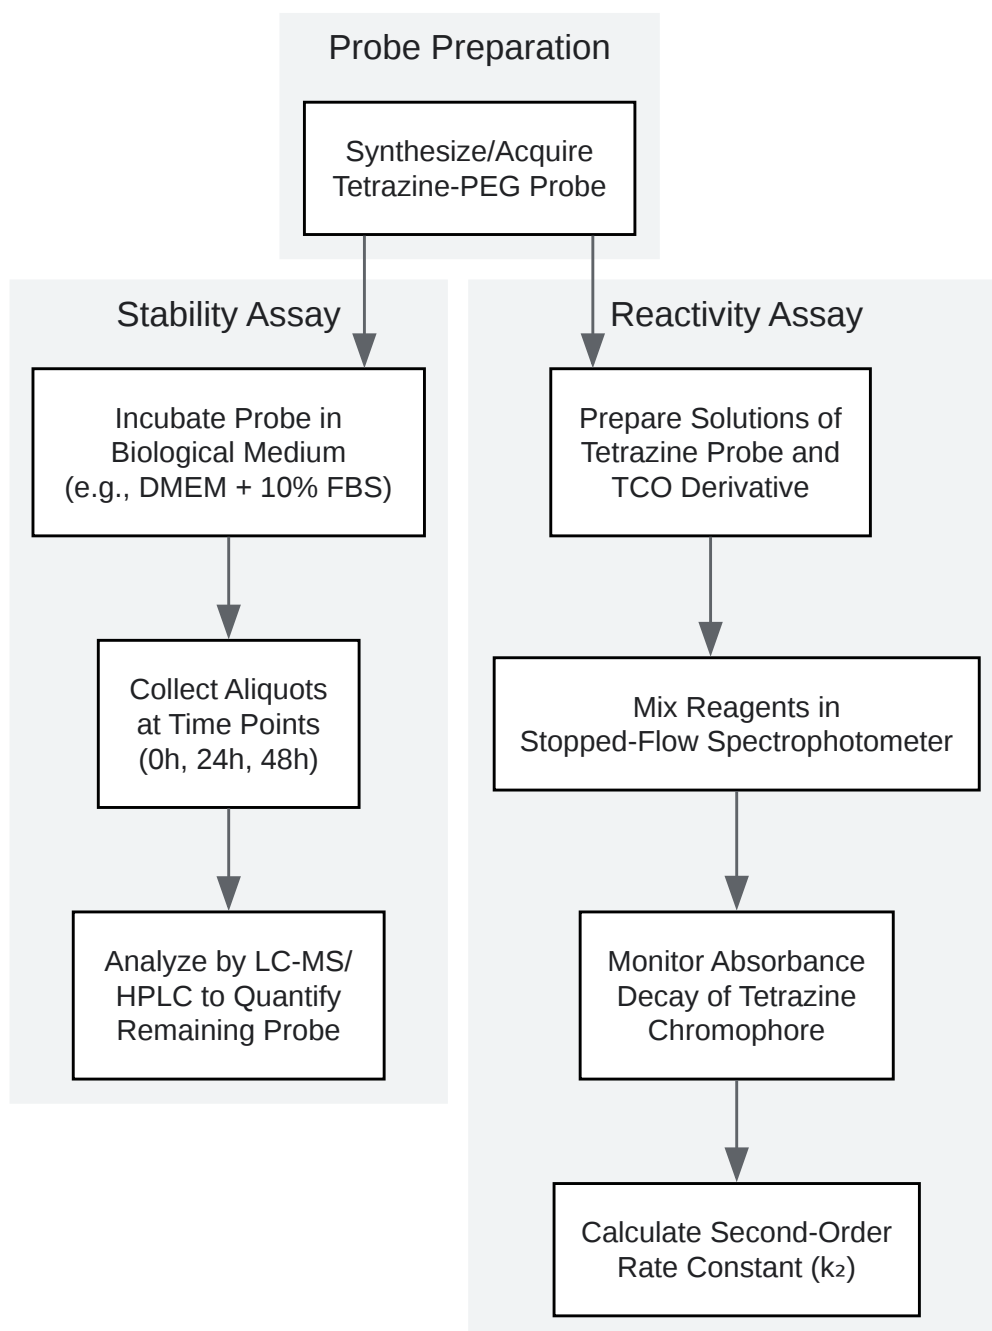 Probe Preparation
Synthesize/Acquire
Tetrazine-PEG Probe
Stability Assay
Incubate Probe in
Biological Medium
(e.g., DMEM + 10% FBS)
Collect Aliquots
at Time Points
(0h, 24h, 48h)
Analyze by LC-MS/
HPLC to Quantify
Remaining Probe
Reactivity Assay
Prepare Solutions of
Tetrazine Probe and
TCO Derivative
Mix Reagents in
Stopped-Flow Spectrophotometer
Monitor Absorbance
Decay of Tetrazine
Chromophore
Calculate Second-Order
Rate Constant (k₂)